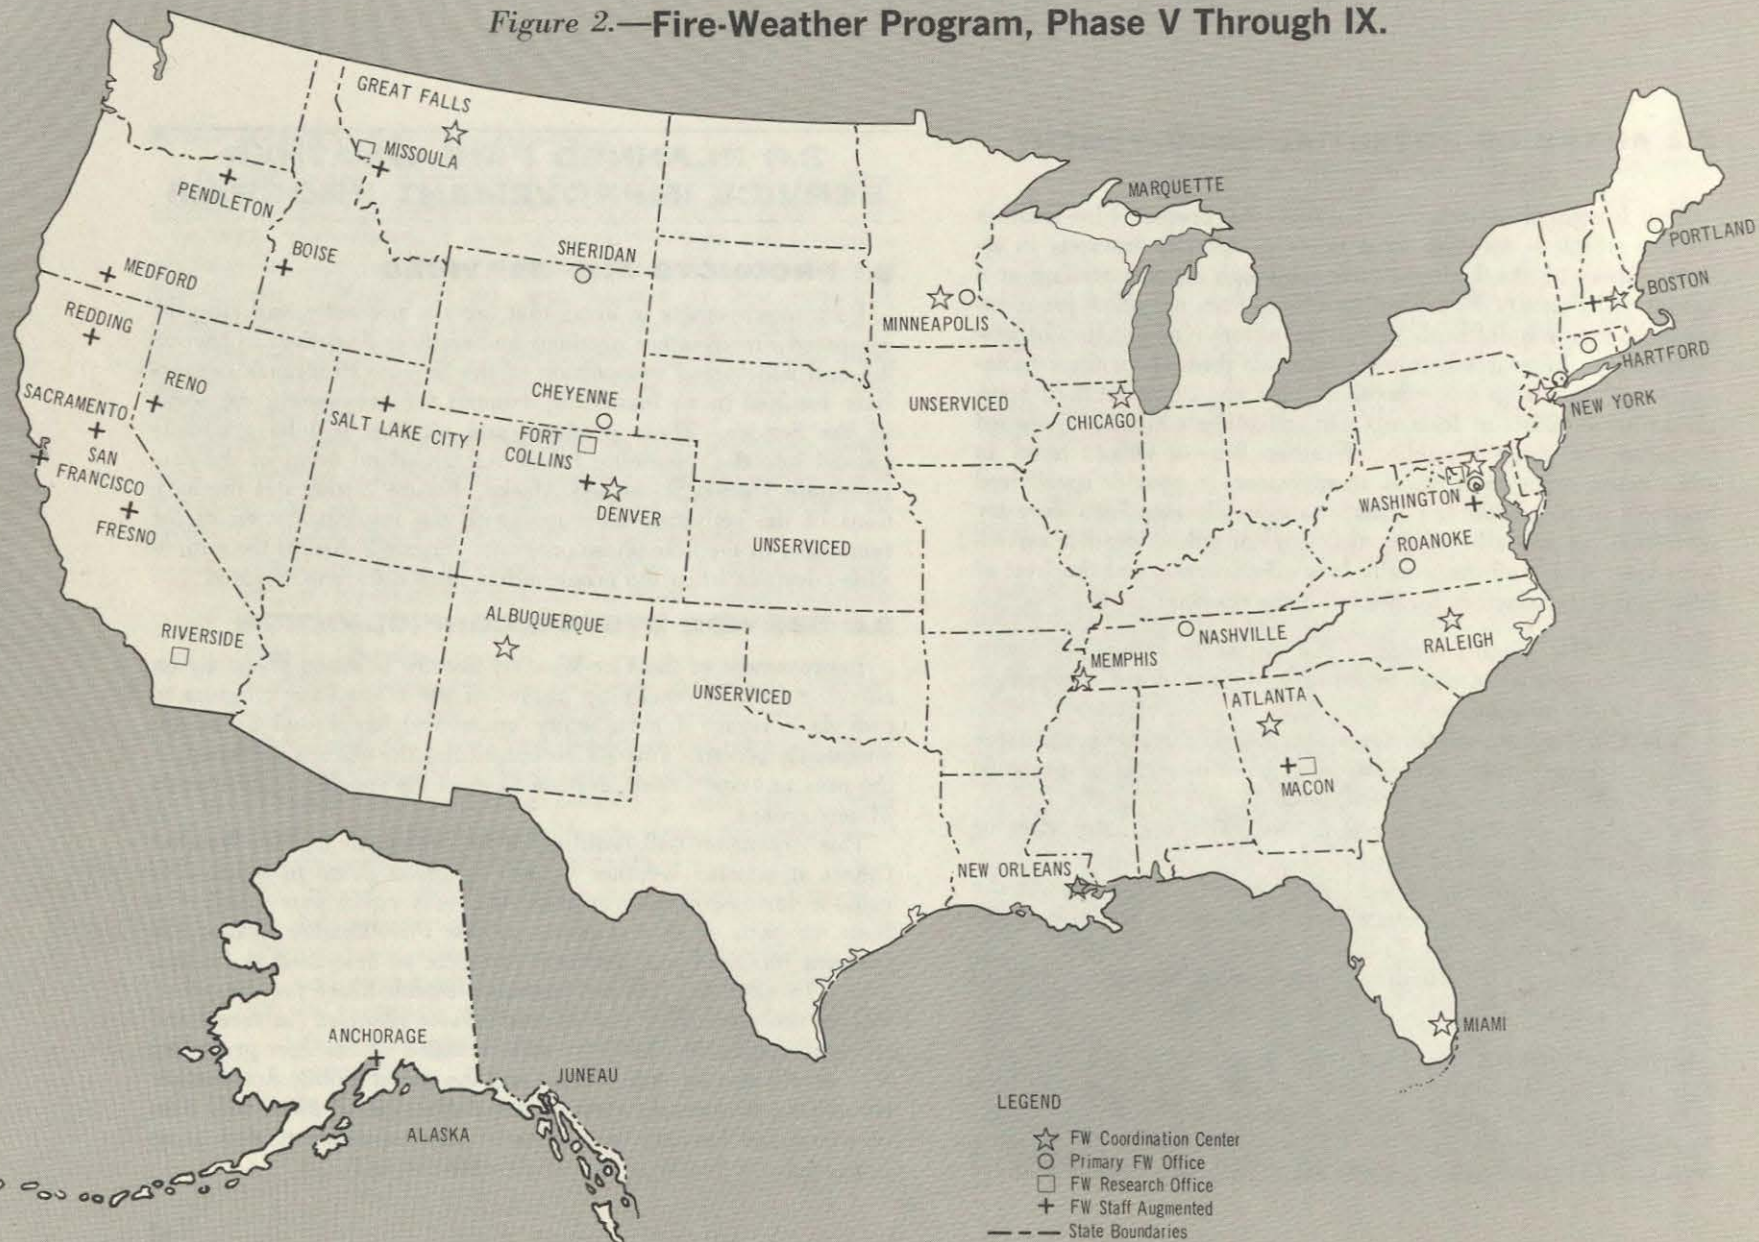 Figure 2.—Fire-Weather Program, Phase V Through IX.
GREAT FALLS
MISSOULA
PENDLETON
BOISE
MEDFORD
SHERIDAN
MARQUETTE
PORTLAND
BOSTON
REDDING
MINNEAPOLIS
HARTFORD
RENO
CHEYENNE
UNSERVICED
CHICAGO
NEW YORK
SACRAMENTO
SALT LAKE CITY
FORT
COLLINS
SAN
FRANCISCO
DENVER
WASHINGTON
FRESNO
UNSERVICED
ROANOKE
RIVERSIDE
ALBUQUERQUE
NASHVILLE
RALEIGH
MEMPHIS
UNSERVICED
ATLANTA
MACON
NEW ORLEANS
MIAMI
ANCHORAGE
JUNEAU
ALASKA
LEGEND
FW Coordination Center
Primary FW Office
FW Research Office
FW Staff Augmented
State Boundaries